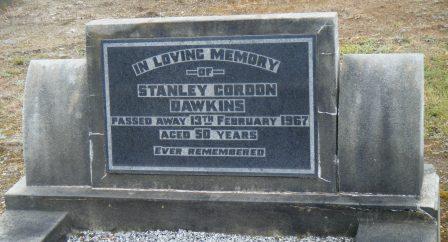 IN LOVING MEMORY
OF
STANLEY GORDON
DAWKINS
PASSED AWAY 13TH FEBRUARY 1967
AGED 50 YEARS
EVER REMEMBERED